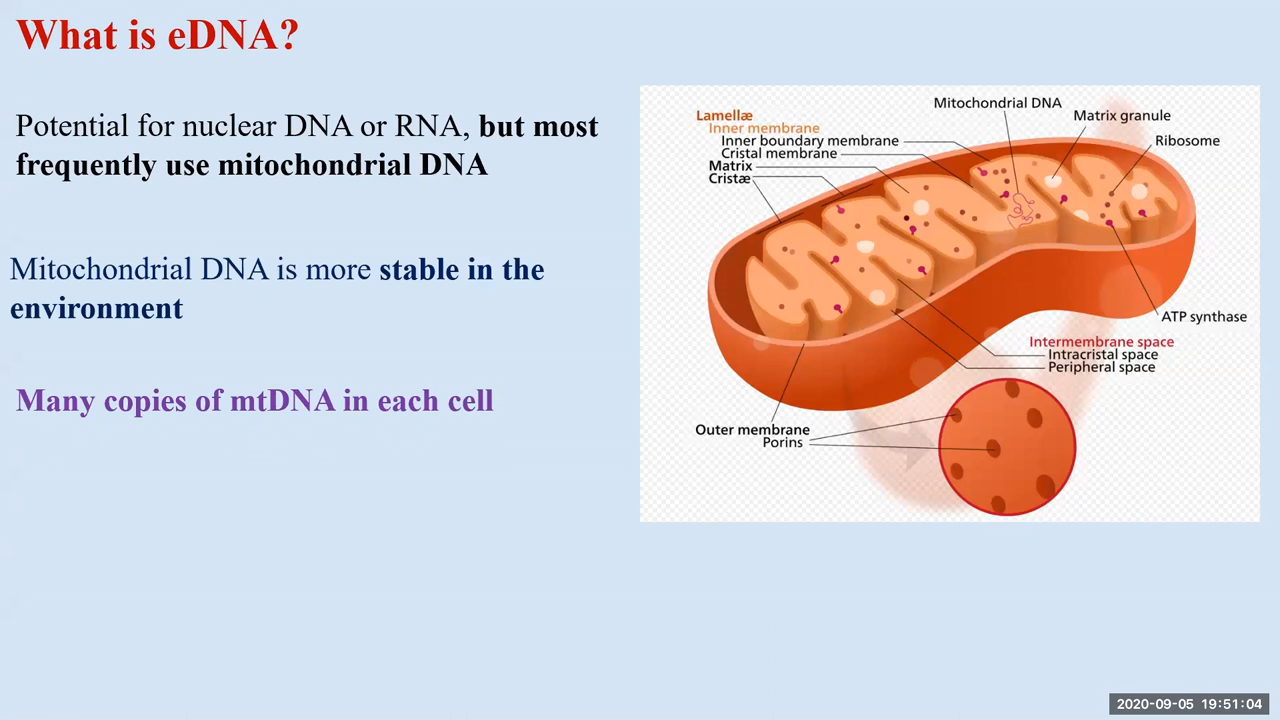 What is eDNA?
Potential for nuclear DNA or RNA, but most
frequently use mitochondrial DNA
Mitochondrial DNA is more stable in the
environment
Many copies of mtDNA in each cell
Lamellæ
Inner membrane
Inner boundary membrane
Cristal membrane
Matrix
Cristæ
Mitochondrial DNA
Matrix granule
Ribosome
ATP synthase
Intermembrane space
Intracristal space
Peripheral space
Outer membrane
Porins
2020-09-05 19:51:04